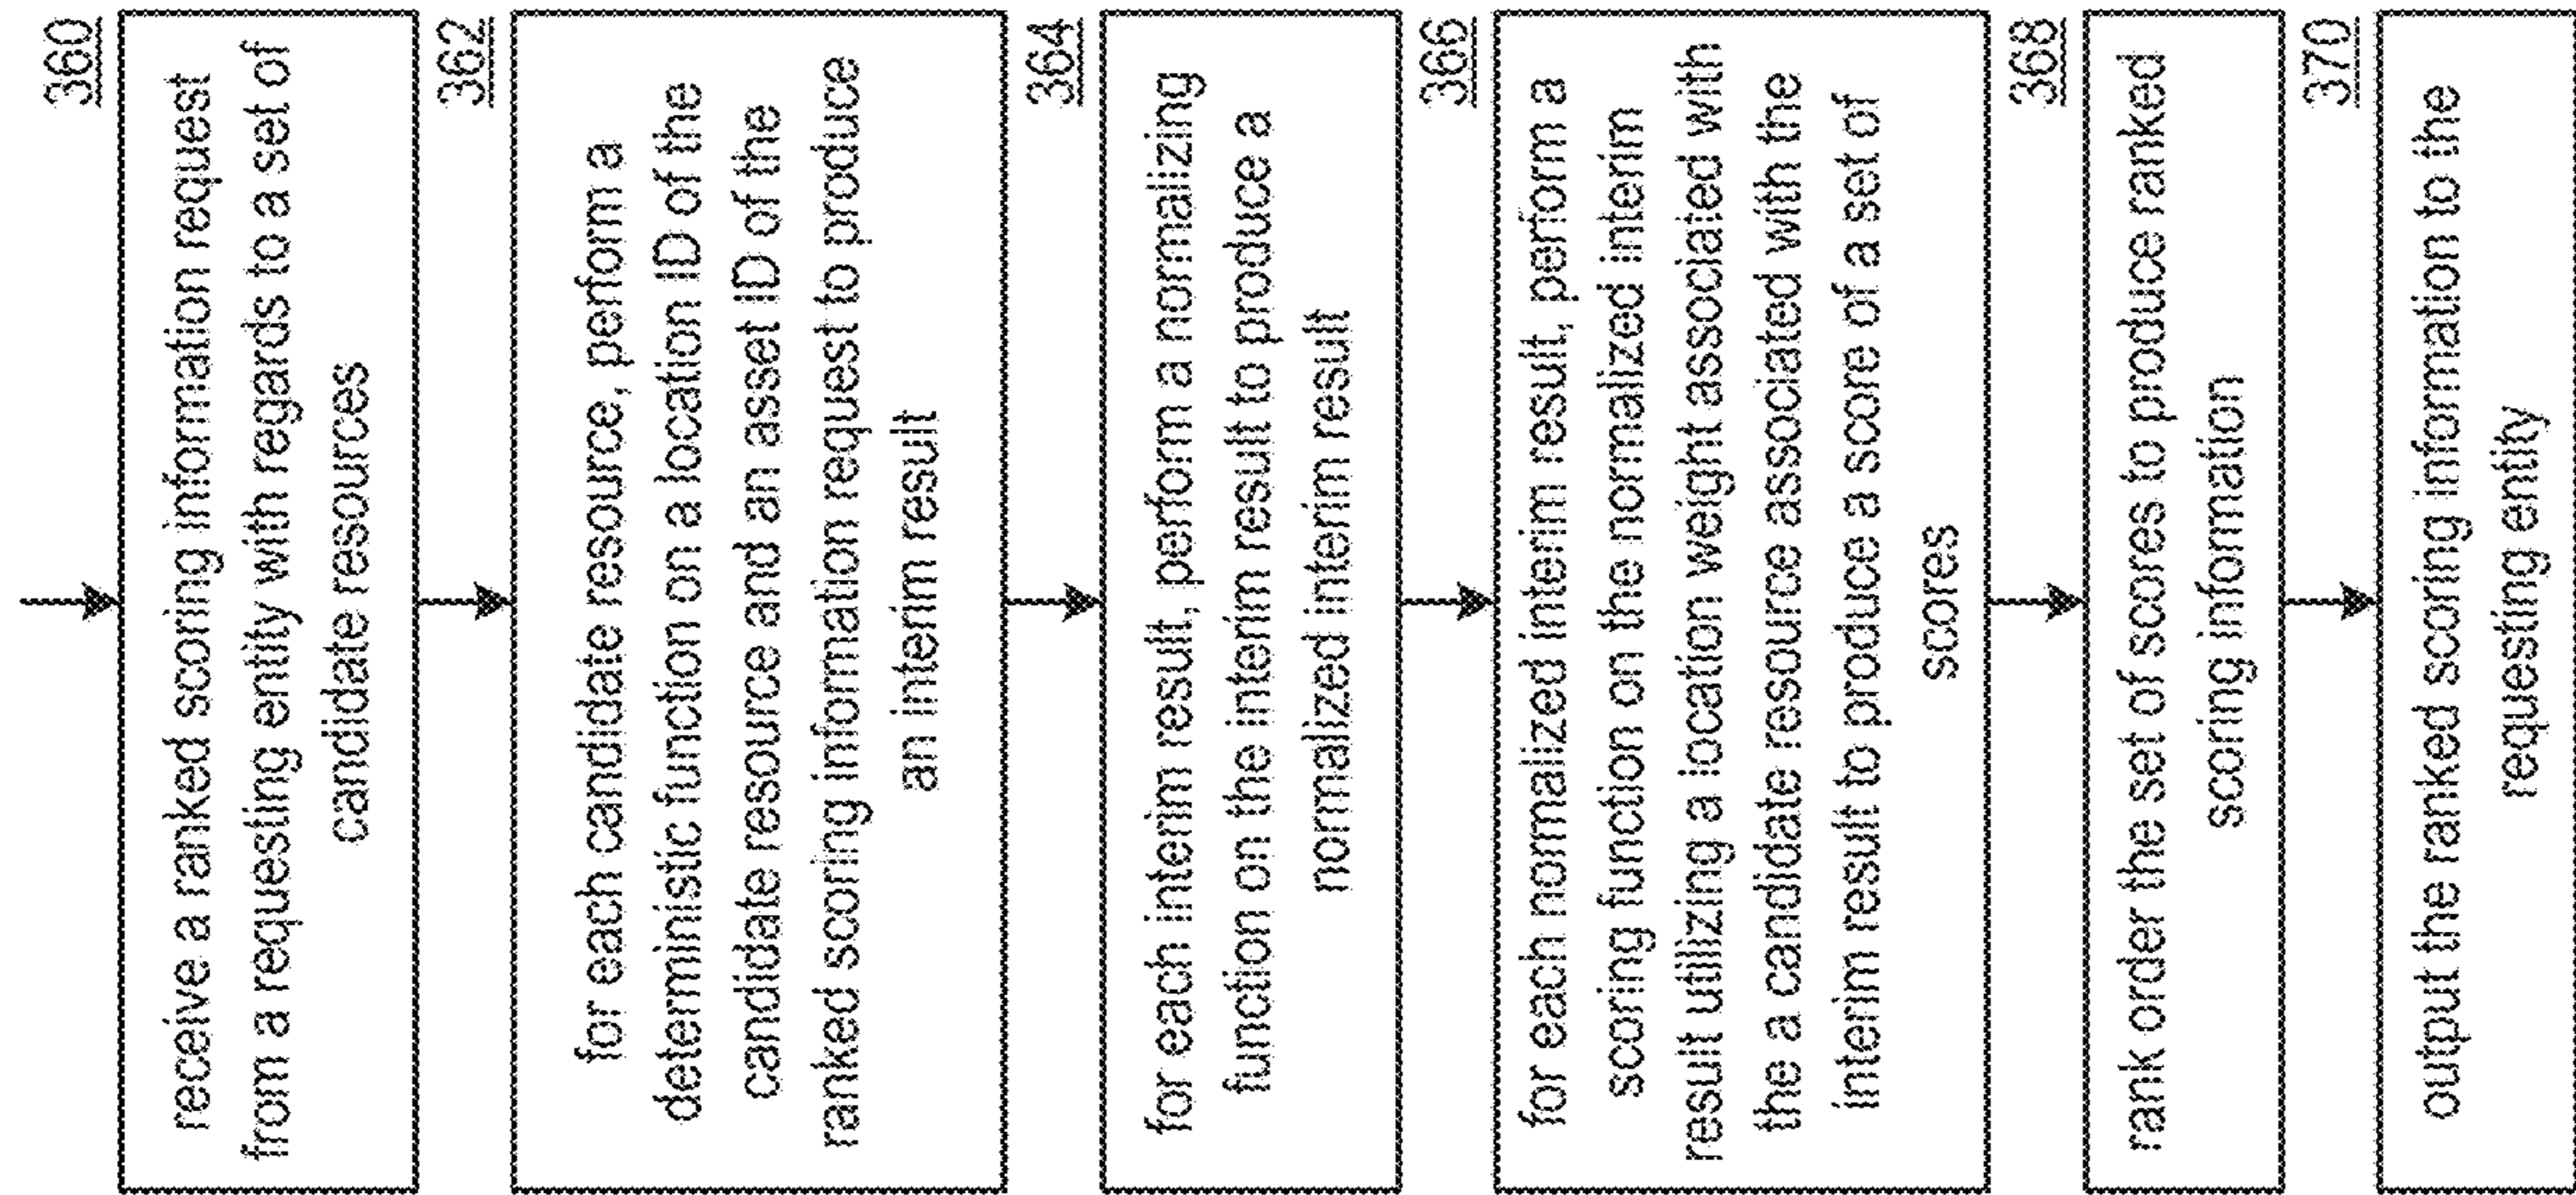 360
receive a ranked scoring information request
from a requesting entity with regards to a set of
candidate resources
362
for each candidate resource, perform a
deterministic function on a location ID of the
candidate resource and an asset ID of the
ranked scoring information request to produce
an interim result
364
for each interim result, perform a normalizing
function on the interim result to produce a
normalized interim result
366
for each normalized interim result, perform a
scoring function on the normalized interim
result utilizing a location weight associated with
the a candidate resource associated with the
interim result to produce a score of a set of
scores
368
rank order the set of scores to produce ranked
scoring information
370
output the ranked scoring information to the
requesting entity